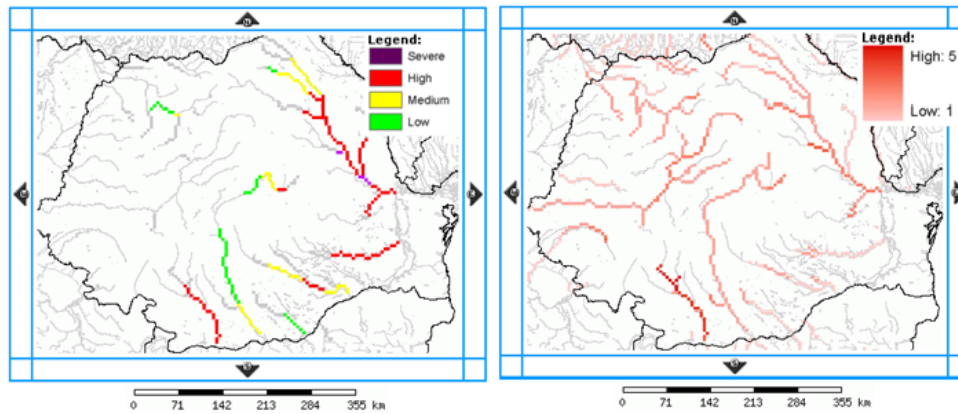 N
Legend:
Severe
High
Medium
Low
S
0 71 142 213 284 355 km
N
Legend:
High: 5
Low: 1
S
0 71 142 213 284 355 km